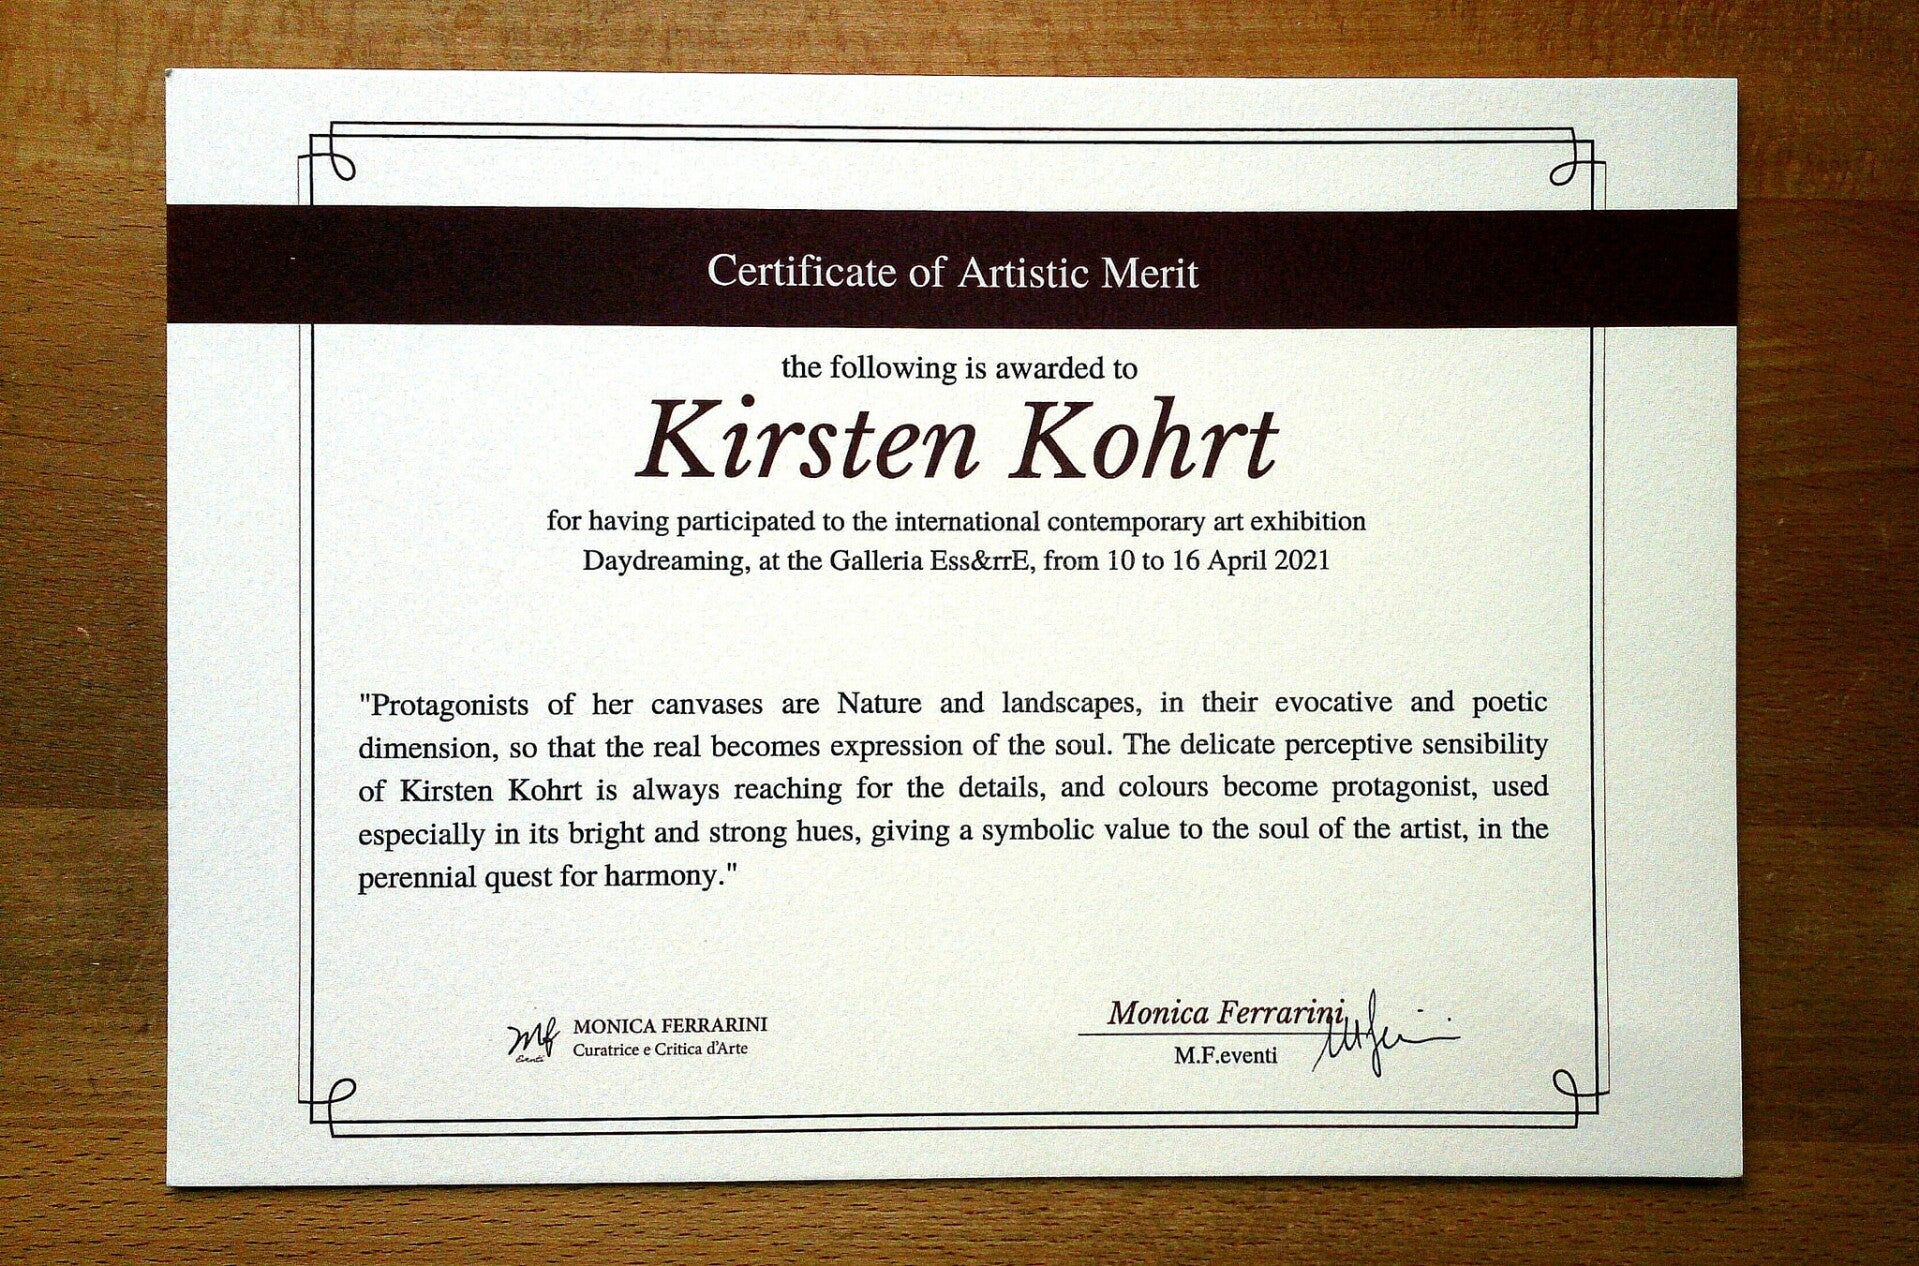 Certificate of Artistic Merit
the following is awarded to
Kirsten Kohrt
for having participated to the international contemporary art exhibition
Daydreaming, at the Galleria Ess&rrE, from 10 to 16 April 2021
"Protagonists of her canvases are Nature and landscapes, in their evocative and poetic
dimension, so that the real becomes expression of the soul. The delicate perceptive sensibility
of Kirsten Kohrt is always reaching for the details, and colours become protagonist, used
especially in its bright and strong hues, giving a symbolic value to the soul of the artist, in the
perennial quest for harmony."
mf
Eventi
MONICA FERRARINI
Curatrice e Critica d'Arte
Monica Ferrarini
M.F.eventi